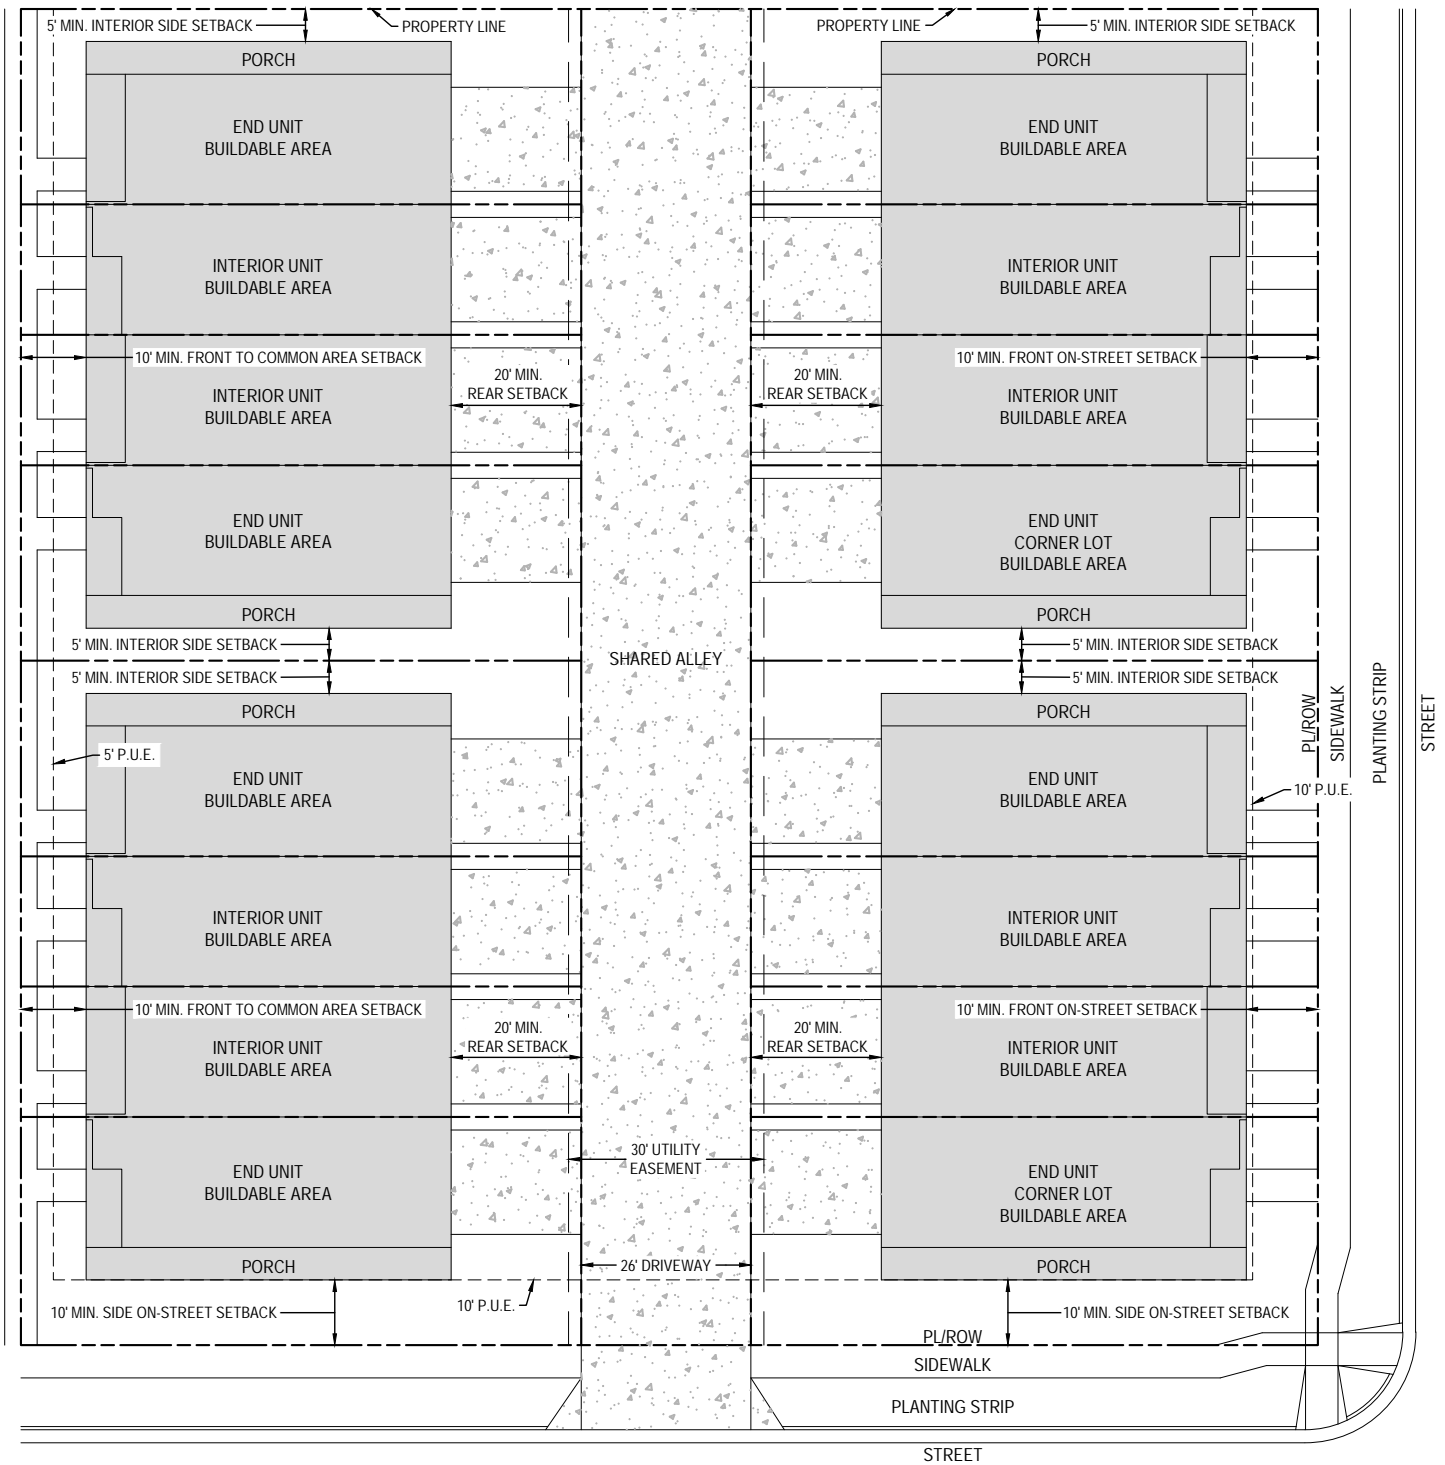 5' MIN. INTERIOR SIDE SETBACK
PROPERTY LINE
PROPERTY LINE
5' MIN. INTERIOR SIDE SETBACK
PORCH
PORCH
END UNIT
BUILDABLE AREA
END UNIT
BUILDABLE AREA
INTERIOR UNIT
BUILDABLE AREA
INTERIOR UNIT
BUILDABLE AREA
10' MIN. FRONT TO COMMON AREA SETBACK
10' MIN. FRONT ON-STREET SETBACK
20' MIN.
REAR SETBACK
20' MIN.
REAR SETBACK
INTERIOR UNIT
BUILDABLE AREA
INTERIOR UNIT
BUILDABLE AREA
END UNIT
BUILDABLE AREA
END UNIT
CORNER LOT
BUILDABLE AREA
PORCH
PORCH
5' MIN. INTERIOR SIDE SETBACK
5' MIN. INTERIOR SIDE SETBACK
SHARED ALLEY
5' MIN. INTERIOR SIDE SETBACK
5' MIN. INTERIOR SIDE SETBACK
PORCH
PORCH
PL/ROW
SIDEWALK
PLANTING STRIP
STREET
5' P.U.E.
10' P.U.E.
END UNIT
BUILDABLE AREA
END UNIT
BUILDABLE AREA
INTERIOR UNIT
BUILDABLE AREA
INTERIOR UNIT
BUILDABLE AREA
10' MIN. FRONT TO COMMON AREA SETBACK
10' MIN. FRONT ON-STREET SETBACK
20' MIN.
REAR SETBACK
20' MIN.
REAR SETBACK
INTERIOR UNIT
BUILDABLE AREA
INTERIOR UNIT
BUILDABLE AREA
30' UTILITY
EASEMENT
END UNIT
BUILDABLE AREA
END UNIT
CORNER LOT
BUILDABLE AREA
PORCH
26' DRIVEWAY
PORCH
10' MIN. SIDE ON-STREET SETBACK
10' P.U.E.
10' MIN. SIDE ON-STREET SETBACK
PL/ROW
SIDEWALK
PLANTING STRIP
STREET